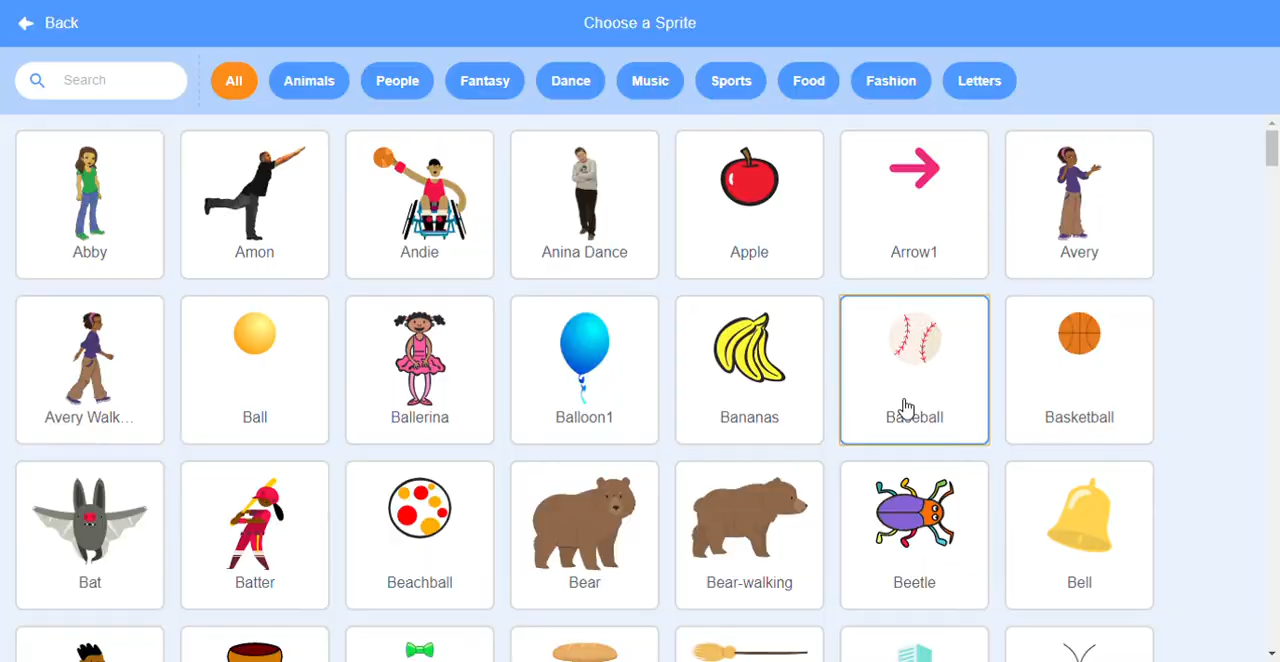 Back
Choose a Sprite
Search
All Animals People Fantasy Dance Music Sports Food Fashion Letters
Abby Amon Andie Anina Dance Apple Arrow1 Avery
Avery Walk... Ball Ballerina Balloon1 Bananas Baseball Basketball
Bat Batter Beachball Bear Bear-walking Beetle Bell